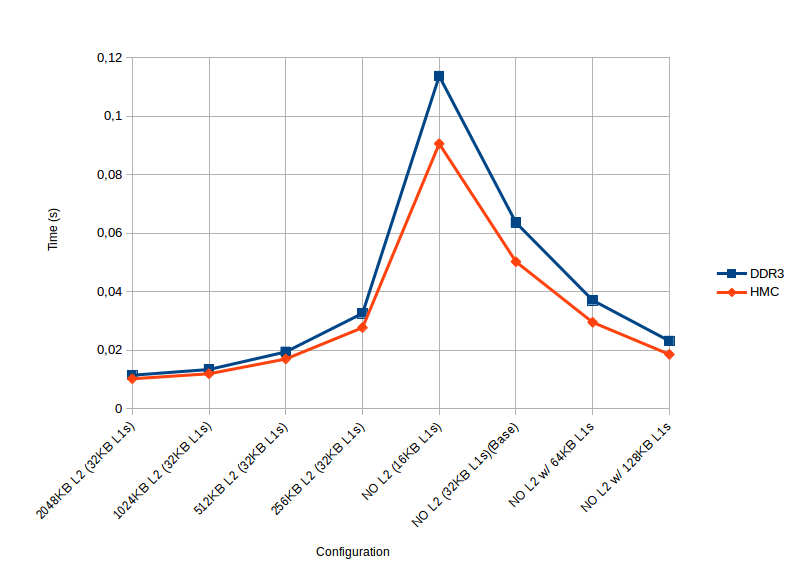 0,12
0,1
0,08
0,06
0,04
0,02
0
Time (s)
DDR3
HMC
2048KB L2 (32KB L1s)
1024KB L2 (32KB L1s)
512KB L2 (32KB L1s)
256KB L2 (32KB L1s)
NO L2 (16KB L1s)
NO L2 (32KB L1s)(Base)
NO L2 w/ 64KB L1s
NO L2 w/ 128KB L1s
Configuration